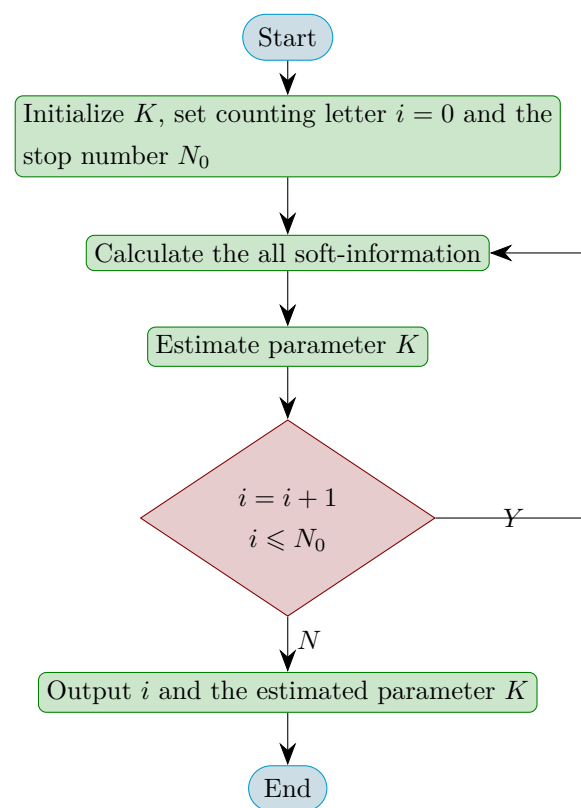 Start
Initialize K, set counting letter i = 0 and the
stop number N₀
Calculate the all soft-information
Estimate parameter K
i = i + 1
i ⩽ N₀
Y
N
Output i and the estimated parameter K
End